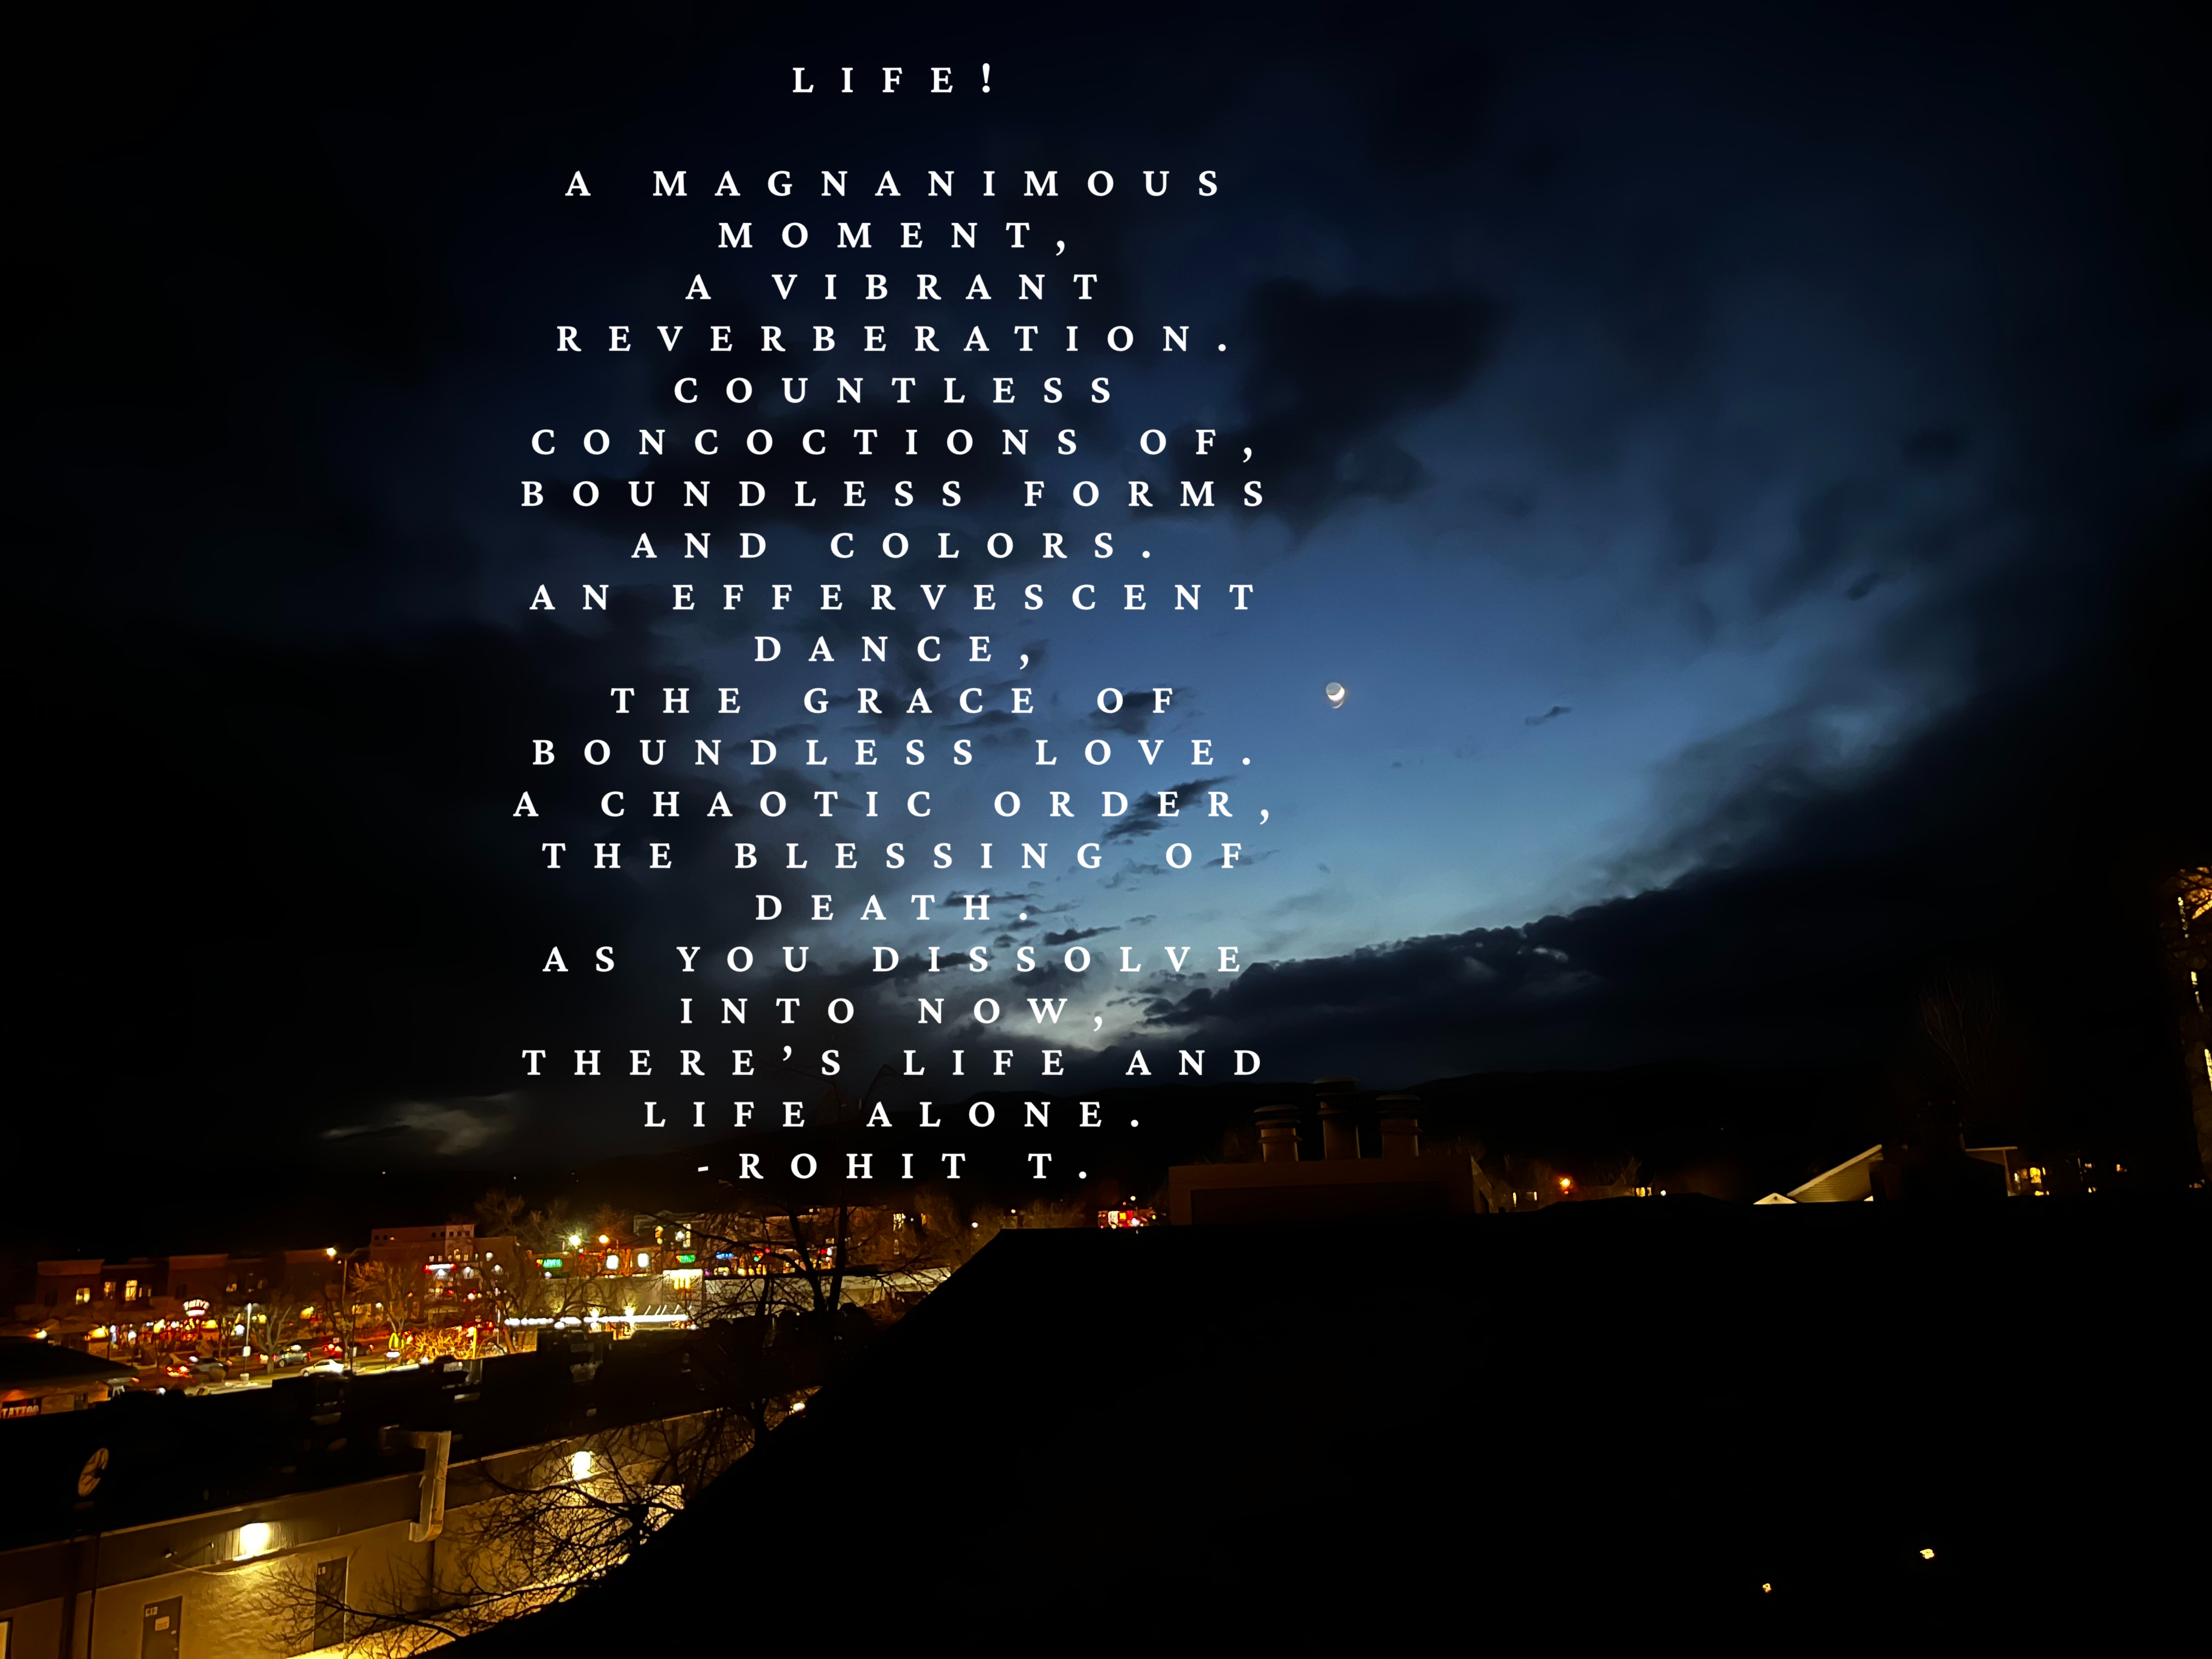 LIFE!
A MAGNANIMOUS
MOMENT,
A VIBRANT
REVERBERATION.
COUNTLESS
CONCOCTIONS OF,
BOUNDLESS FORMS
AND COLORS.
AN EFFERVESCENT
DANCE,
THE GRACE OF
BOUNDLESS LOVE.
A CHAOTIC ORDER,
THE BLESSING OF
DEATH.
AS YOU DISSOLVE
INTO NOW,
THERE’S LIFE AND
LIFE ALONE.
-ROHIT T.
TATTOO